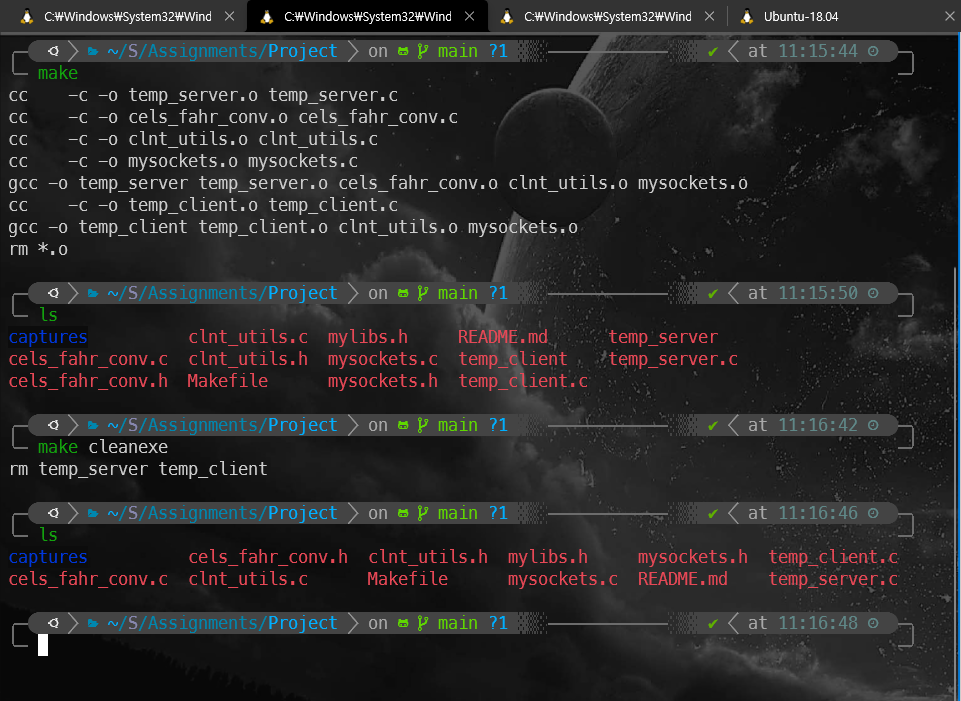 C:₩Windows₩System32₩Wind C:₩Windows₩System32₩Wind C:₩Windows₩System32₩Wind Ubuntu-18.04
~/S/Assignments/Project on main ?1 ✔ at 11:15:44
make
cc    -c -o temp_server.o temp_server.c
cc    -c -o cels_fahr_conv.o cels_fahr_conv.c
cc    -c -o clnt_utils.o clnt_utils.c
cc    -c -o mysockets.o mysockets.c
gcc -o temp_server temp_server.o cels_fahr_conv.o clnt_utils.o mysockets.o
cc    -c -o temp_client.o temp_client.c
gcc -o temp_client temp_client.o clnt_utils.o mysockets.o
rm *.o
~/S/Assignments/Project on main ?1 ✔ at 11:15:50
ls
captures          clnt_utils.c  mylibs.h     README.md      temp_server
cels_fahr_conv.c  clnt_utils.h  mysockets.c  temp_client    temp_server.c
cels_fahr_conv.h  Makefile      mysockets.h  temp_client.c
~/S/Assignments/Project on main ?1 ✔ at 11:16:42
make cleanexe
rm temp_server temp_client
~/S/Assignments/Project on main ?1 ✔ at 11:16:46
ls
captures          cels_fahr_conv.h  clnt_utils.h  mylibs.h     mysockets.h  temp_client.c
cels_fahr_conv.c  clnt_utils.c      Makefile      mysockets.c  README.md    temp_server.c
~/S/Assignments/Project on main ?1 ✔ at 11:16:48